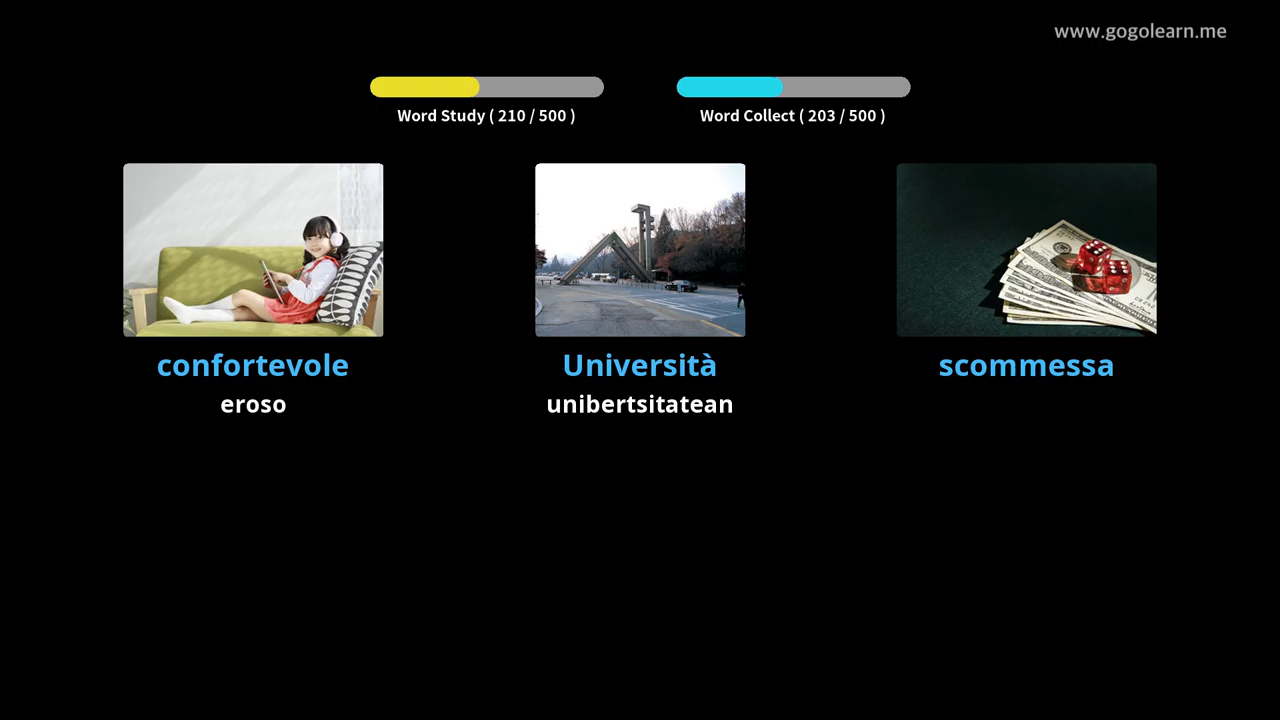 www.gogolearn.me
Word Study ( 210 / 500 )
Word Collect ( 203 / 500 )
confortevole
eroso
Università
unibertsitatean
scommessa